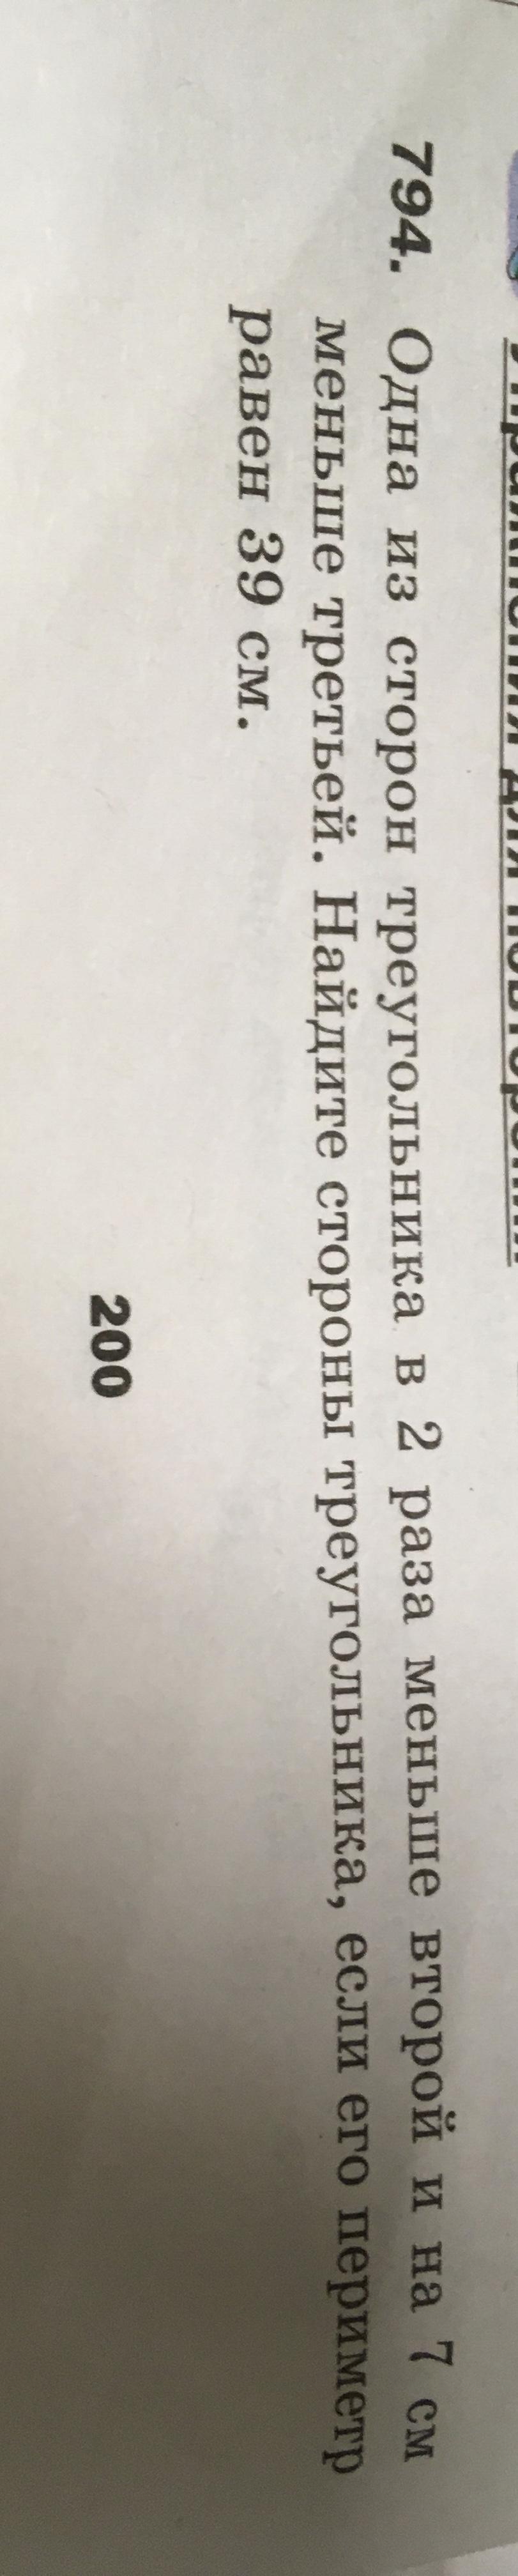 794. Одна из сторон треугольника в 2 раза меньше второй и на 7 см
меньше третьей. Найдите стороны треугольника, если его периметр
равен 39 см.
200